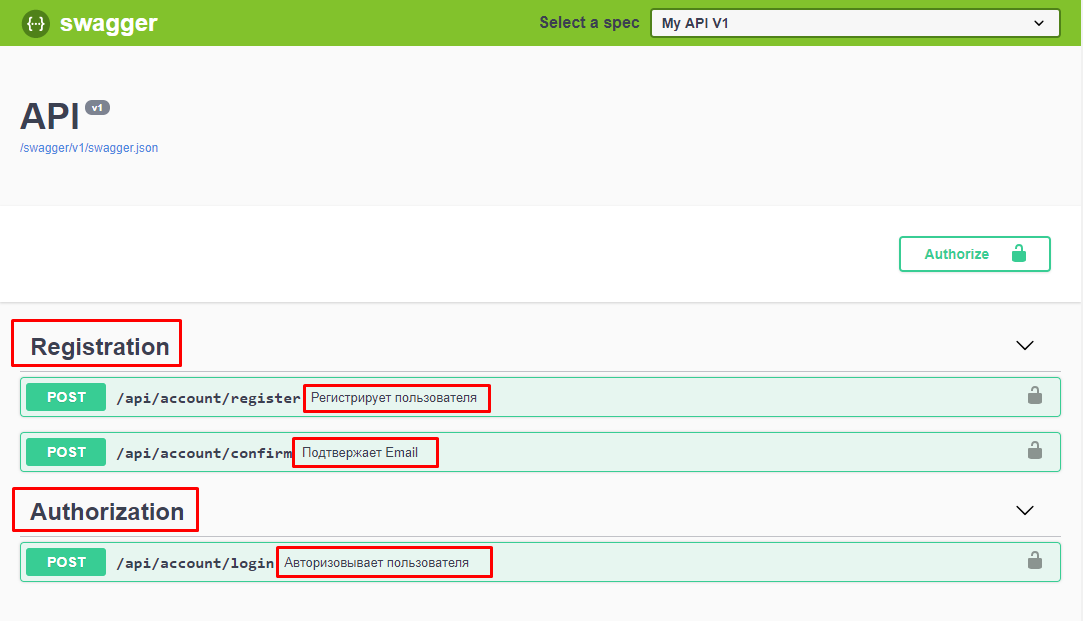 {···} swagger
Select a spec My API V1
API v1
/swagger/v1/swagger.json
Authorize
Registration
POST /api/account/register Регистрирует пользователя
POST /api/account/confirm Подтвержает Email
Authorization
POST /api/account/login Авторизовывает пользователя